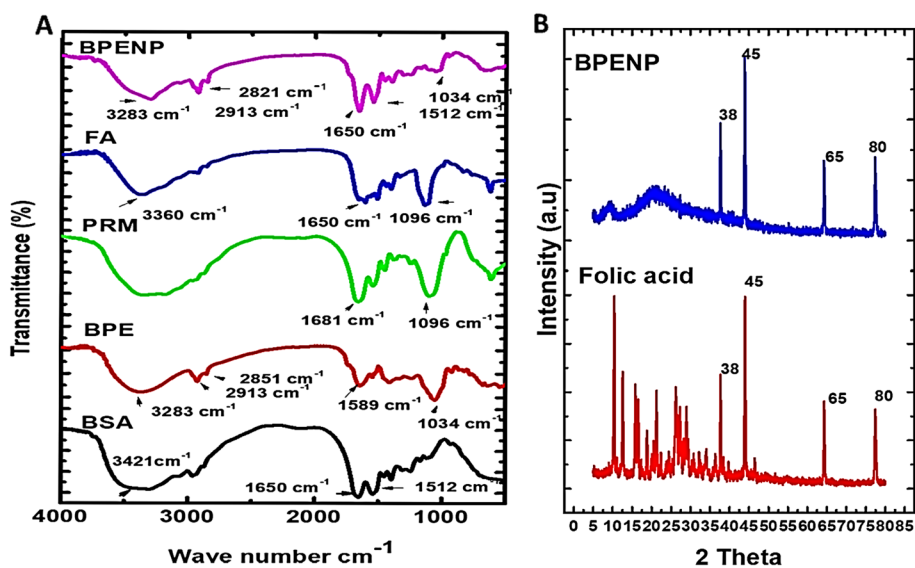 A
BPENP
3283 cm-1
2821 cm-1
2913 cm-1
1650 cm-1
1034 cm-1
1512 cm-1
FA
3360 cm-1
1650 cm-1
1096 cm-1
PRM
1681 cm-1
1096 cm-1
BPE
3283 cm-1
2851 cm-1
2913 cm-1
1589 cm-1
1034 cm-1
BSA
3421cm-1
1650 cm-1
1512 cm
Transmittance (%)
4000 3000 2000 1000
Wave number cm-1
B
BPENP
38
45
65
80
Folic acid
38
45
65
80
Intensity (a.u)
0 5 10 15 20 25 30 35 40 45 50 55 60 65 70 75 80 85
2 Theta